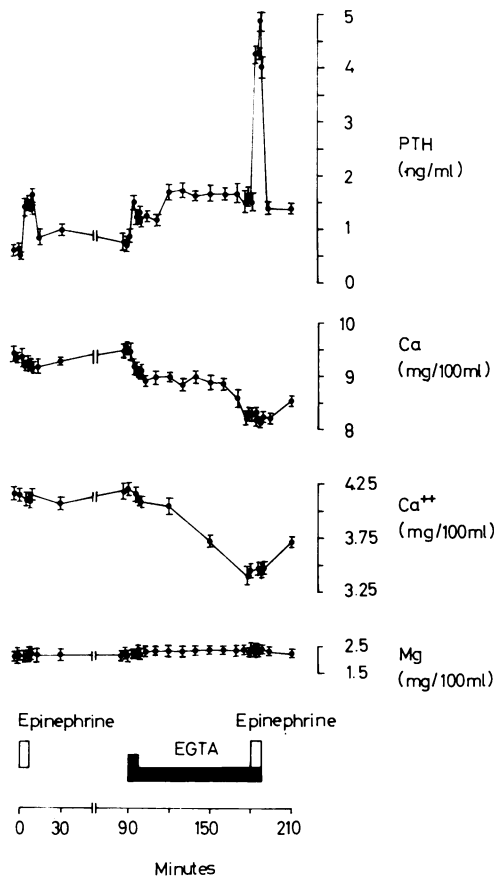 5
4
3
2
1
0
PTH
(ng/ml)
10
9
8
Ca
(mg/100ml)
4.25
3.75
3.25
Ca++
(mg/100ml)
2.5
1.5
Mg
(mg/100ml)
Epinephrine
Epinephrine
EGTA
0 30 90 150 210
Minutes